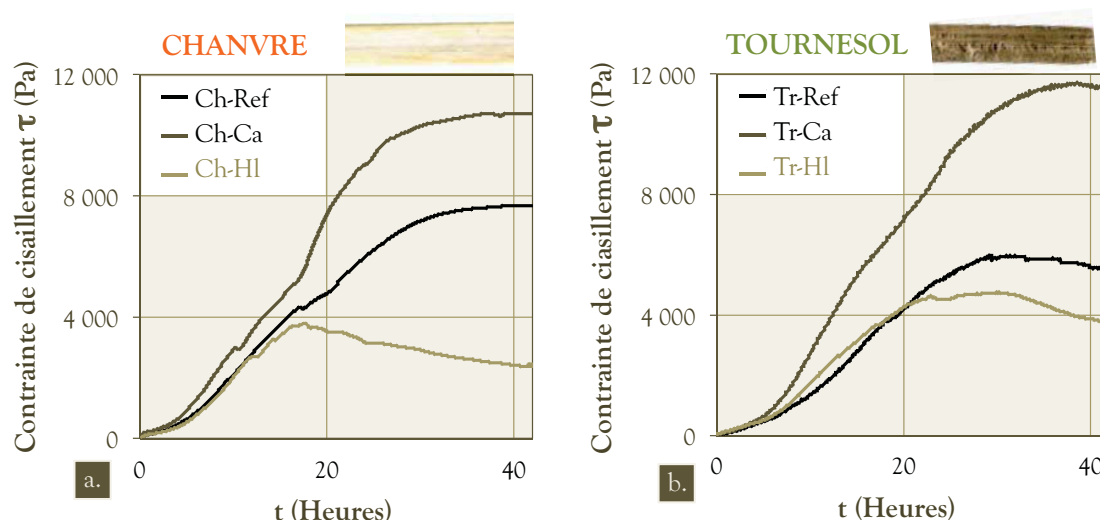 CHANVRE
Contrainte de cisaillement τ (Pa)
12 000
8 000
4 000
0
Ch-Ref
Ch-Ca
Ch-Hl
0
20
40
t (Heures)
a.
TOURNESOL
Contrainte de ciasillement τ (Pa)
12 000
8 000
4 000
0
Tr-Ref
Tr-Ca
Tr-Hl
0
20
40
t (Heures)
b.